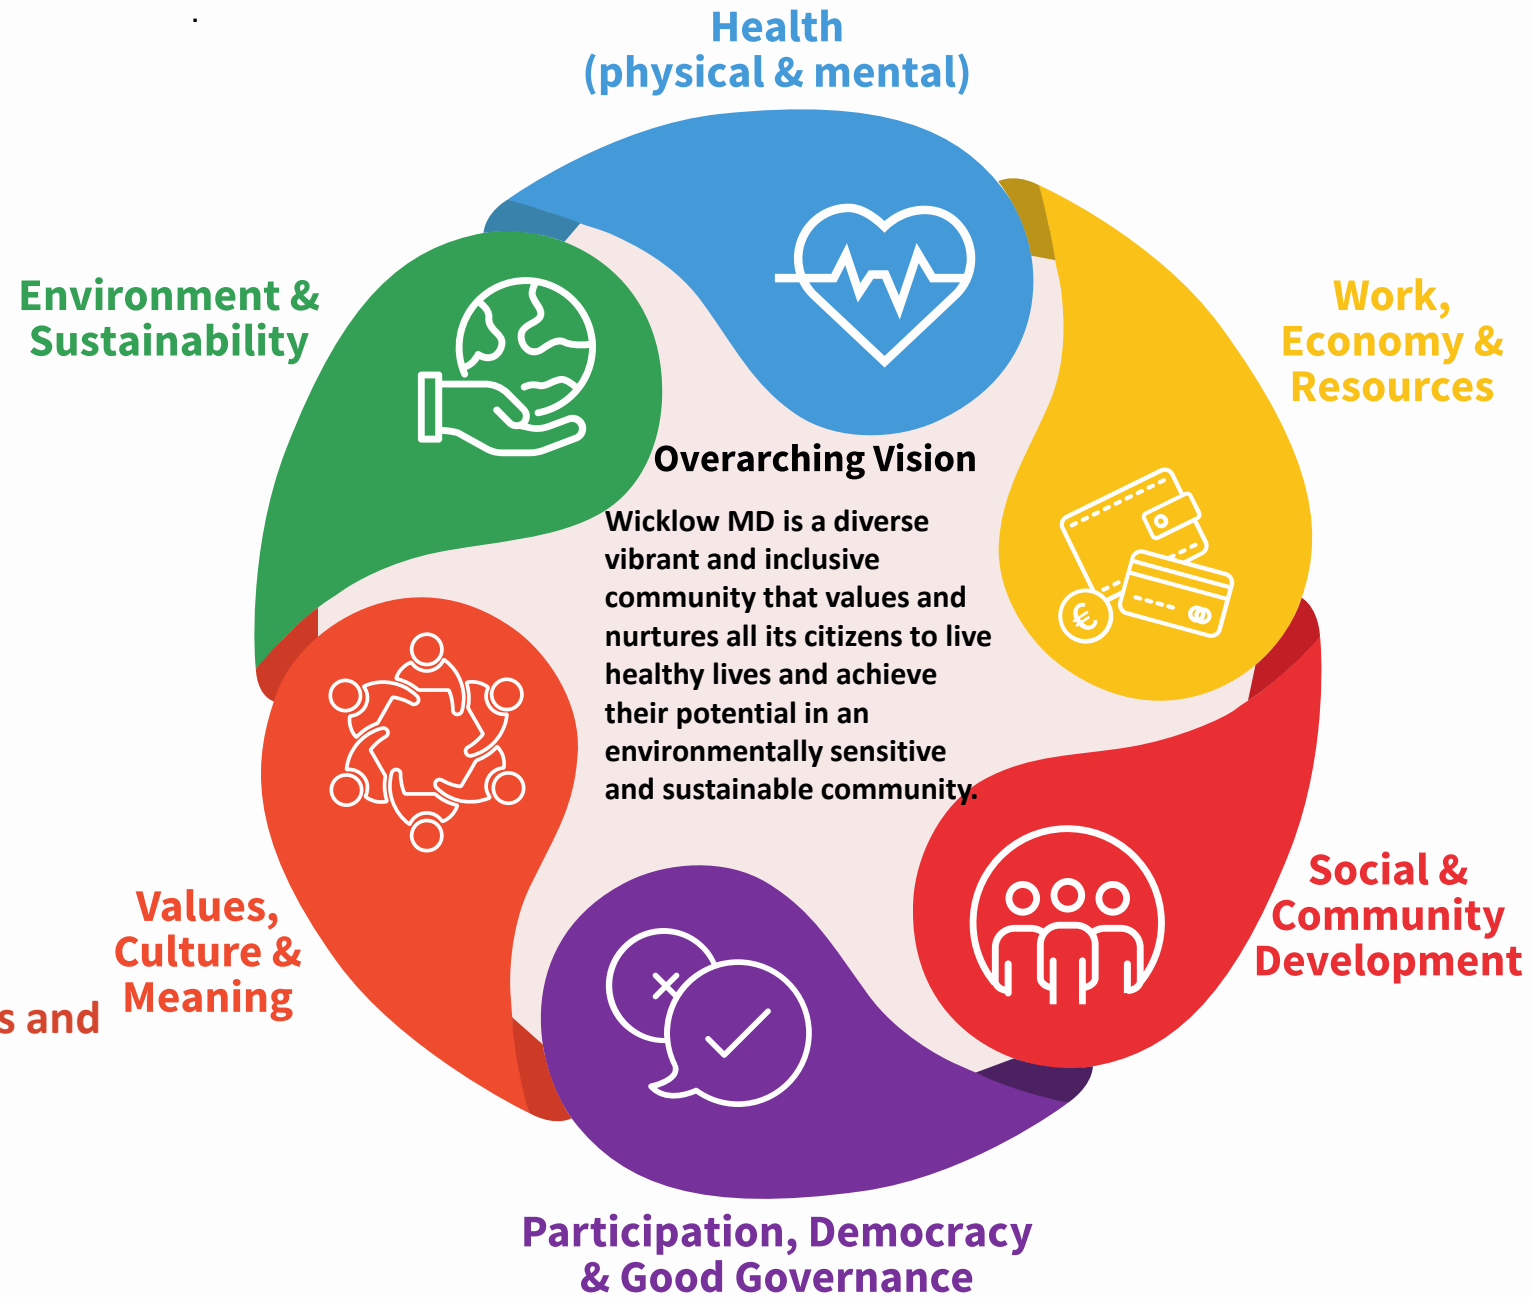 Health
(physical & mental)
Environment &
Sustainability
Work,
Economy &
Resources
Overarching Vision
Wicklow MD is a diverse
vibrant and inclusive
community that values and
nurtures all its citizens to live
healthy lives and achieve
their potential in an
environmentally sensitive
and sustainable community.
€
Values,
Culture &
Meaning
s and
Social &
Community
Development
Participation, Democracy
& Good Governance